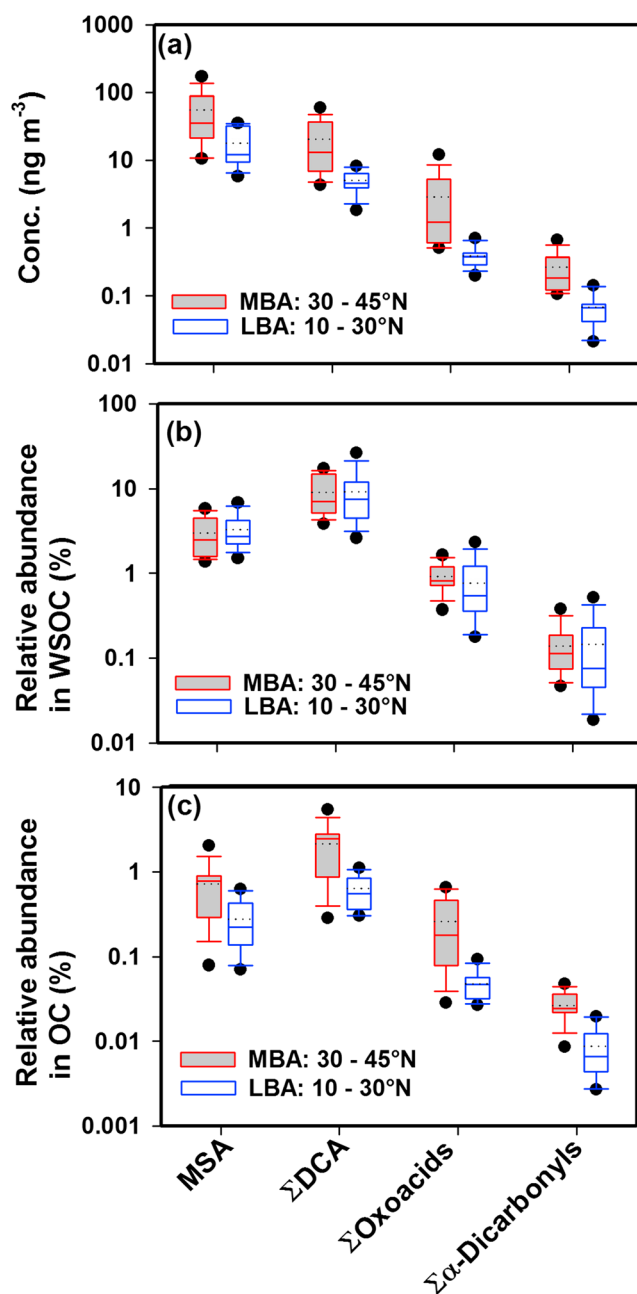 (a)
Conc. (ng m⁻³)
1000
100
10
1
0.1
0.01
MBA: 30 - 45°N
LBA: 10 - 30°N
(b)
Relative abundance
in WSOC (%)
100
10
1
0.1
0.01
MBA: 30 - 45°N
LBA: 10 - 30°N
(c)
Relative abundance
in OC (%)
10
1
0.1
0.01
0.001
MBA: 30 - 45°N
LBA: 10 - 30°N
MSA
ΣDCA
ΣOxoacids
Σα-Dicarbonyls